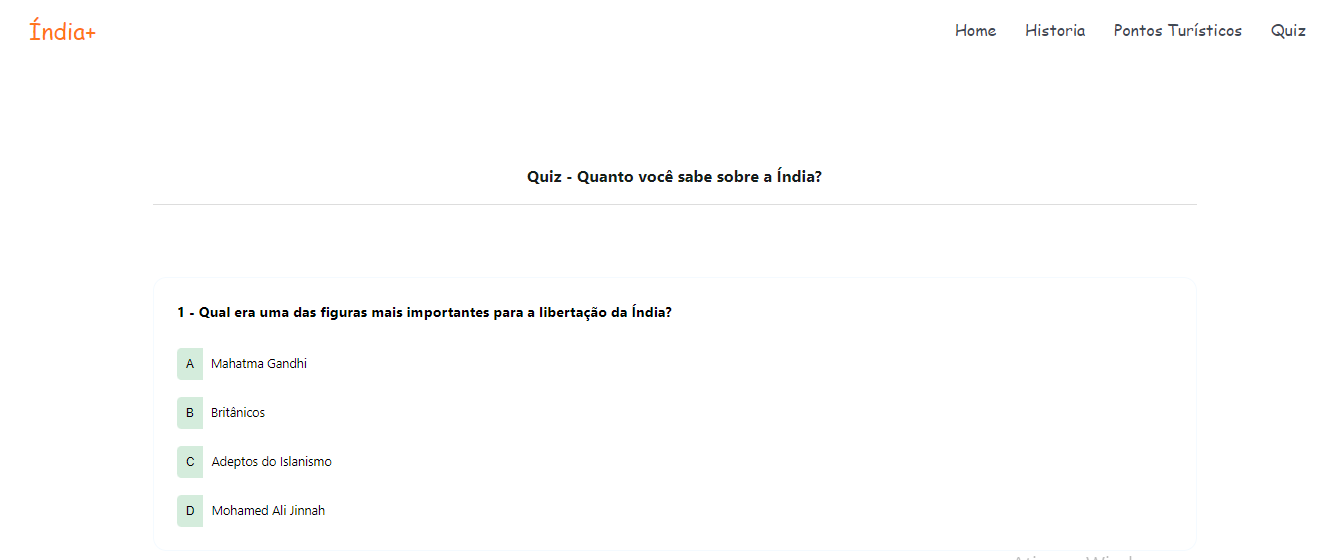 Índia+
Home Historia Pontos Turísticos Quiz
Quiz - Quanto você sabe sobre a Índia?
1 - Qual era uma das figuras mais importantes para a libertação da Índia?
A Mahatma Gandhi
B Britânicos
C Adeptos do Islanismo
D Mohamed Ali Jinnah